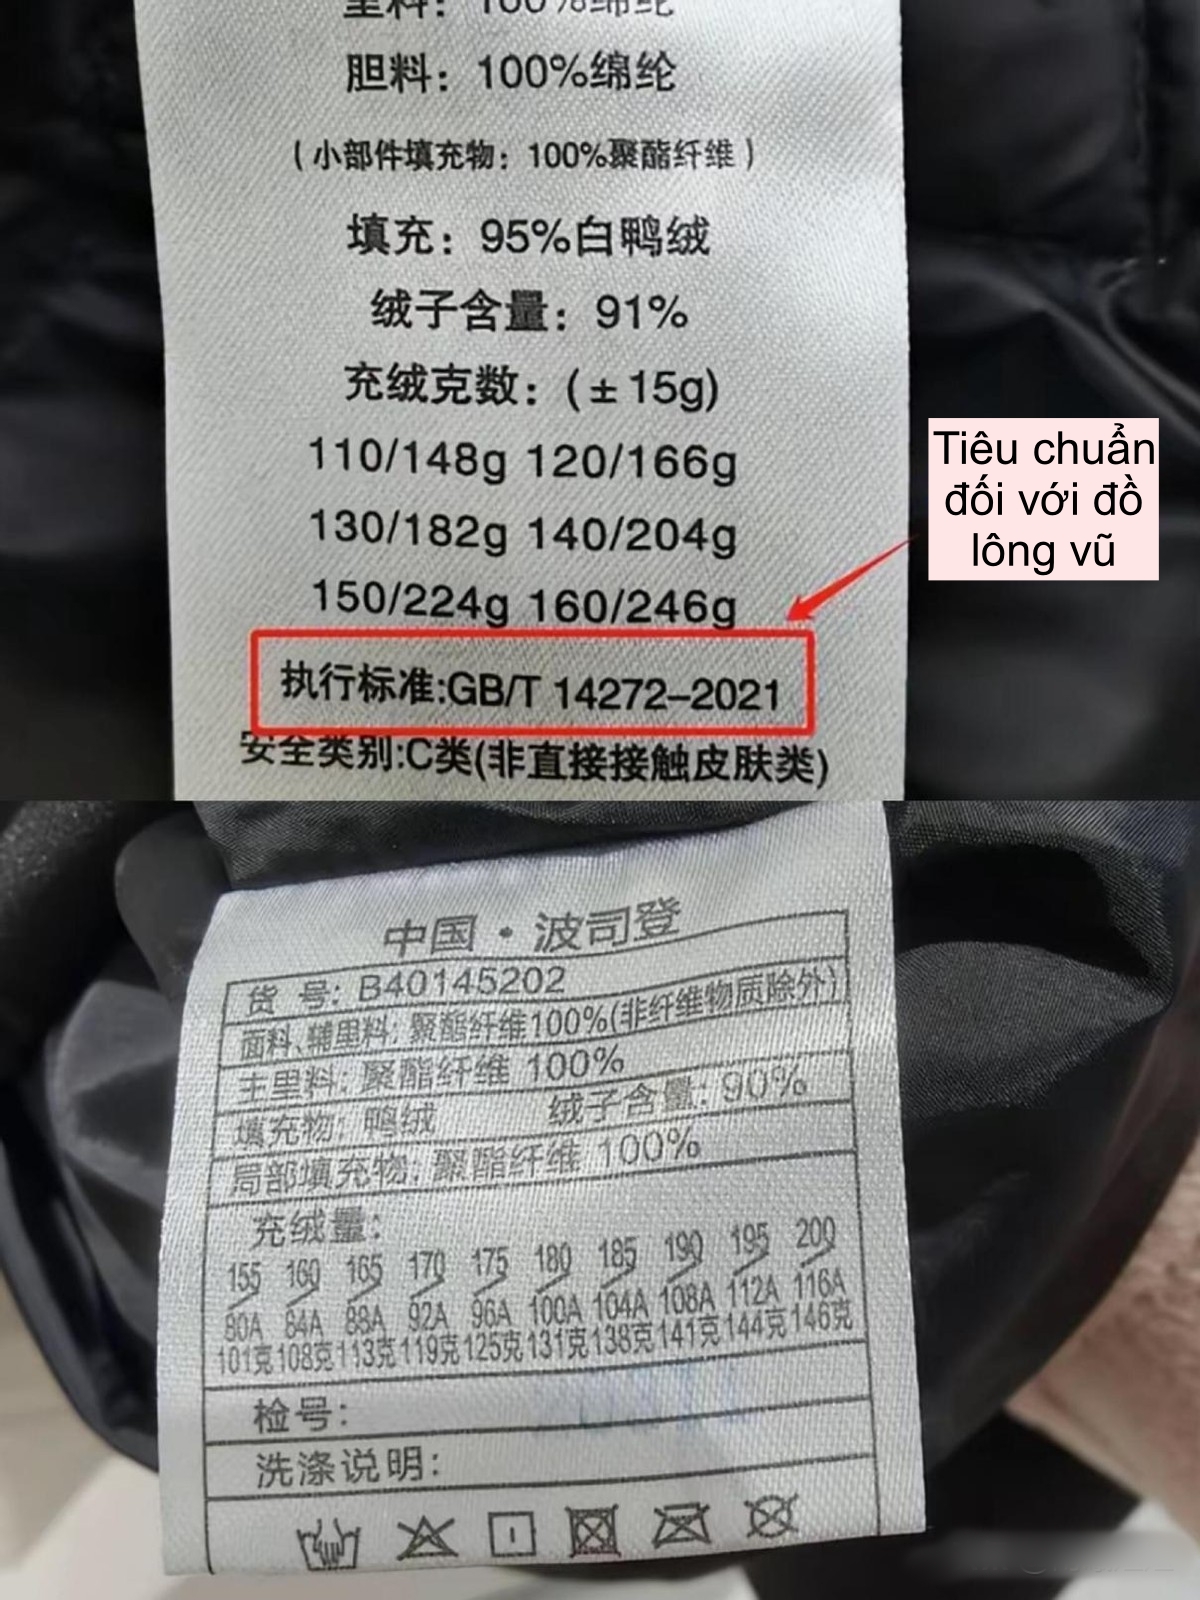 里料：100%绵纶
胆料：100%绵纶
（小部件填充物：100%聚酯纤维）
填充：95%白鸭绒
绒子含量：91%
充绒克数：(±15g)
110/148g 120/166g
130/182g 140/204g
150/224g 160/246g
执行标准:GB/T 14272–2021
安全类别:C类(非直接接触皮肤类)
Tiêu chuẩn
đối với đồ
lông vũ
中国·波司登
货 号: B40145202
面料、辅里料: 聚酯纤维100%(非纤维物质除外)
主里料: 聚酯纤维 100%
填充物: 鸭绒 绒子含量: 90%
局部填充物: 聚酯纤维 100%
充绒量:
155 160 165 170 175 180 185 190 195 200
80A 84A 88A 92A 96A 100A 104A 108A 112A 116A
101克 108克 113克 119克 125克 131克 138克 141克 144克 146克
检号:
洗涤说明: